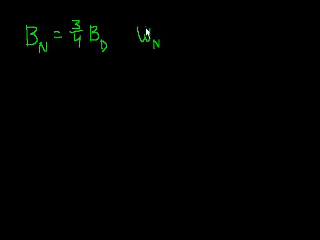 B_N = 3/4 B_D W_N